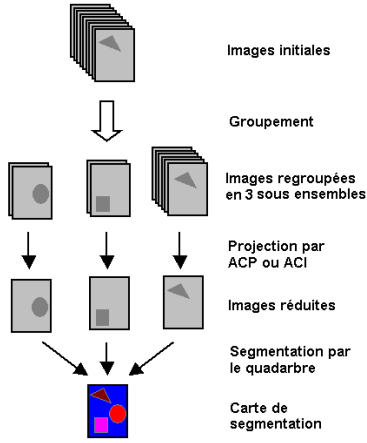 Images initiales
Groupement
Images regroupées
en 3 sous ensembles
Projection par
ACP ou ACI
Images réduites
Segmentation par
le quadarbre
Carte de
segmentation